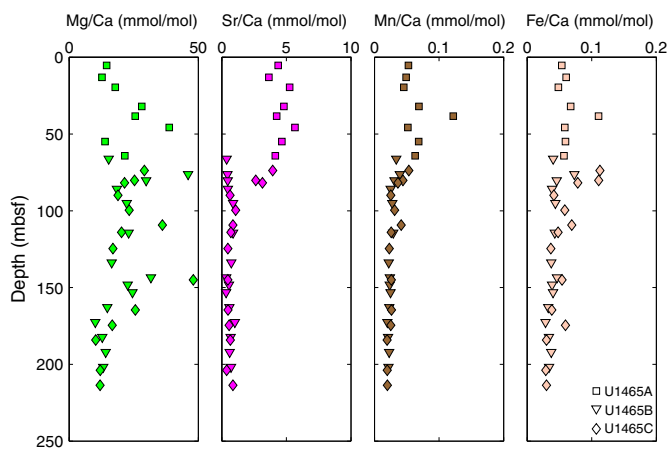 Mg/Ca (mmol/mol) Sr/Ca (mmol/mol) Mn/Ca (mmol/mol) Fe/Ca (mmol/mol)
0 50 0 5 10 0 0.1 0.2 0 0.1 0.2
0
50
100
150
200
250
Depth (mbsf)
U1465A
U1465B
U1465C